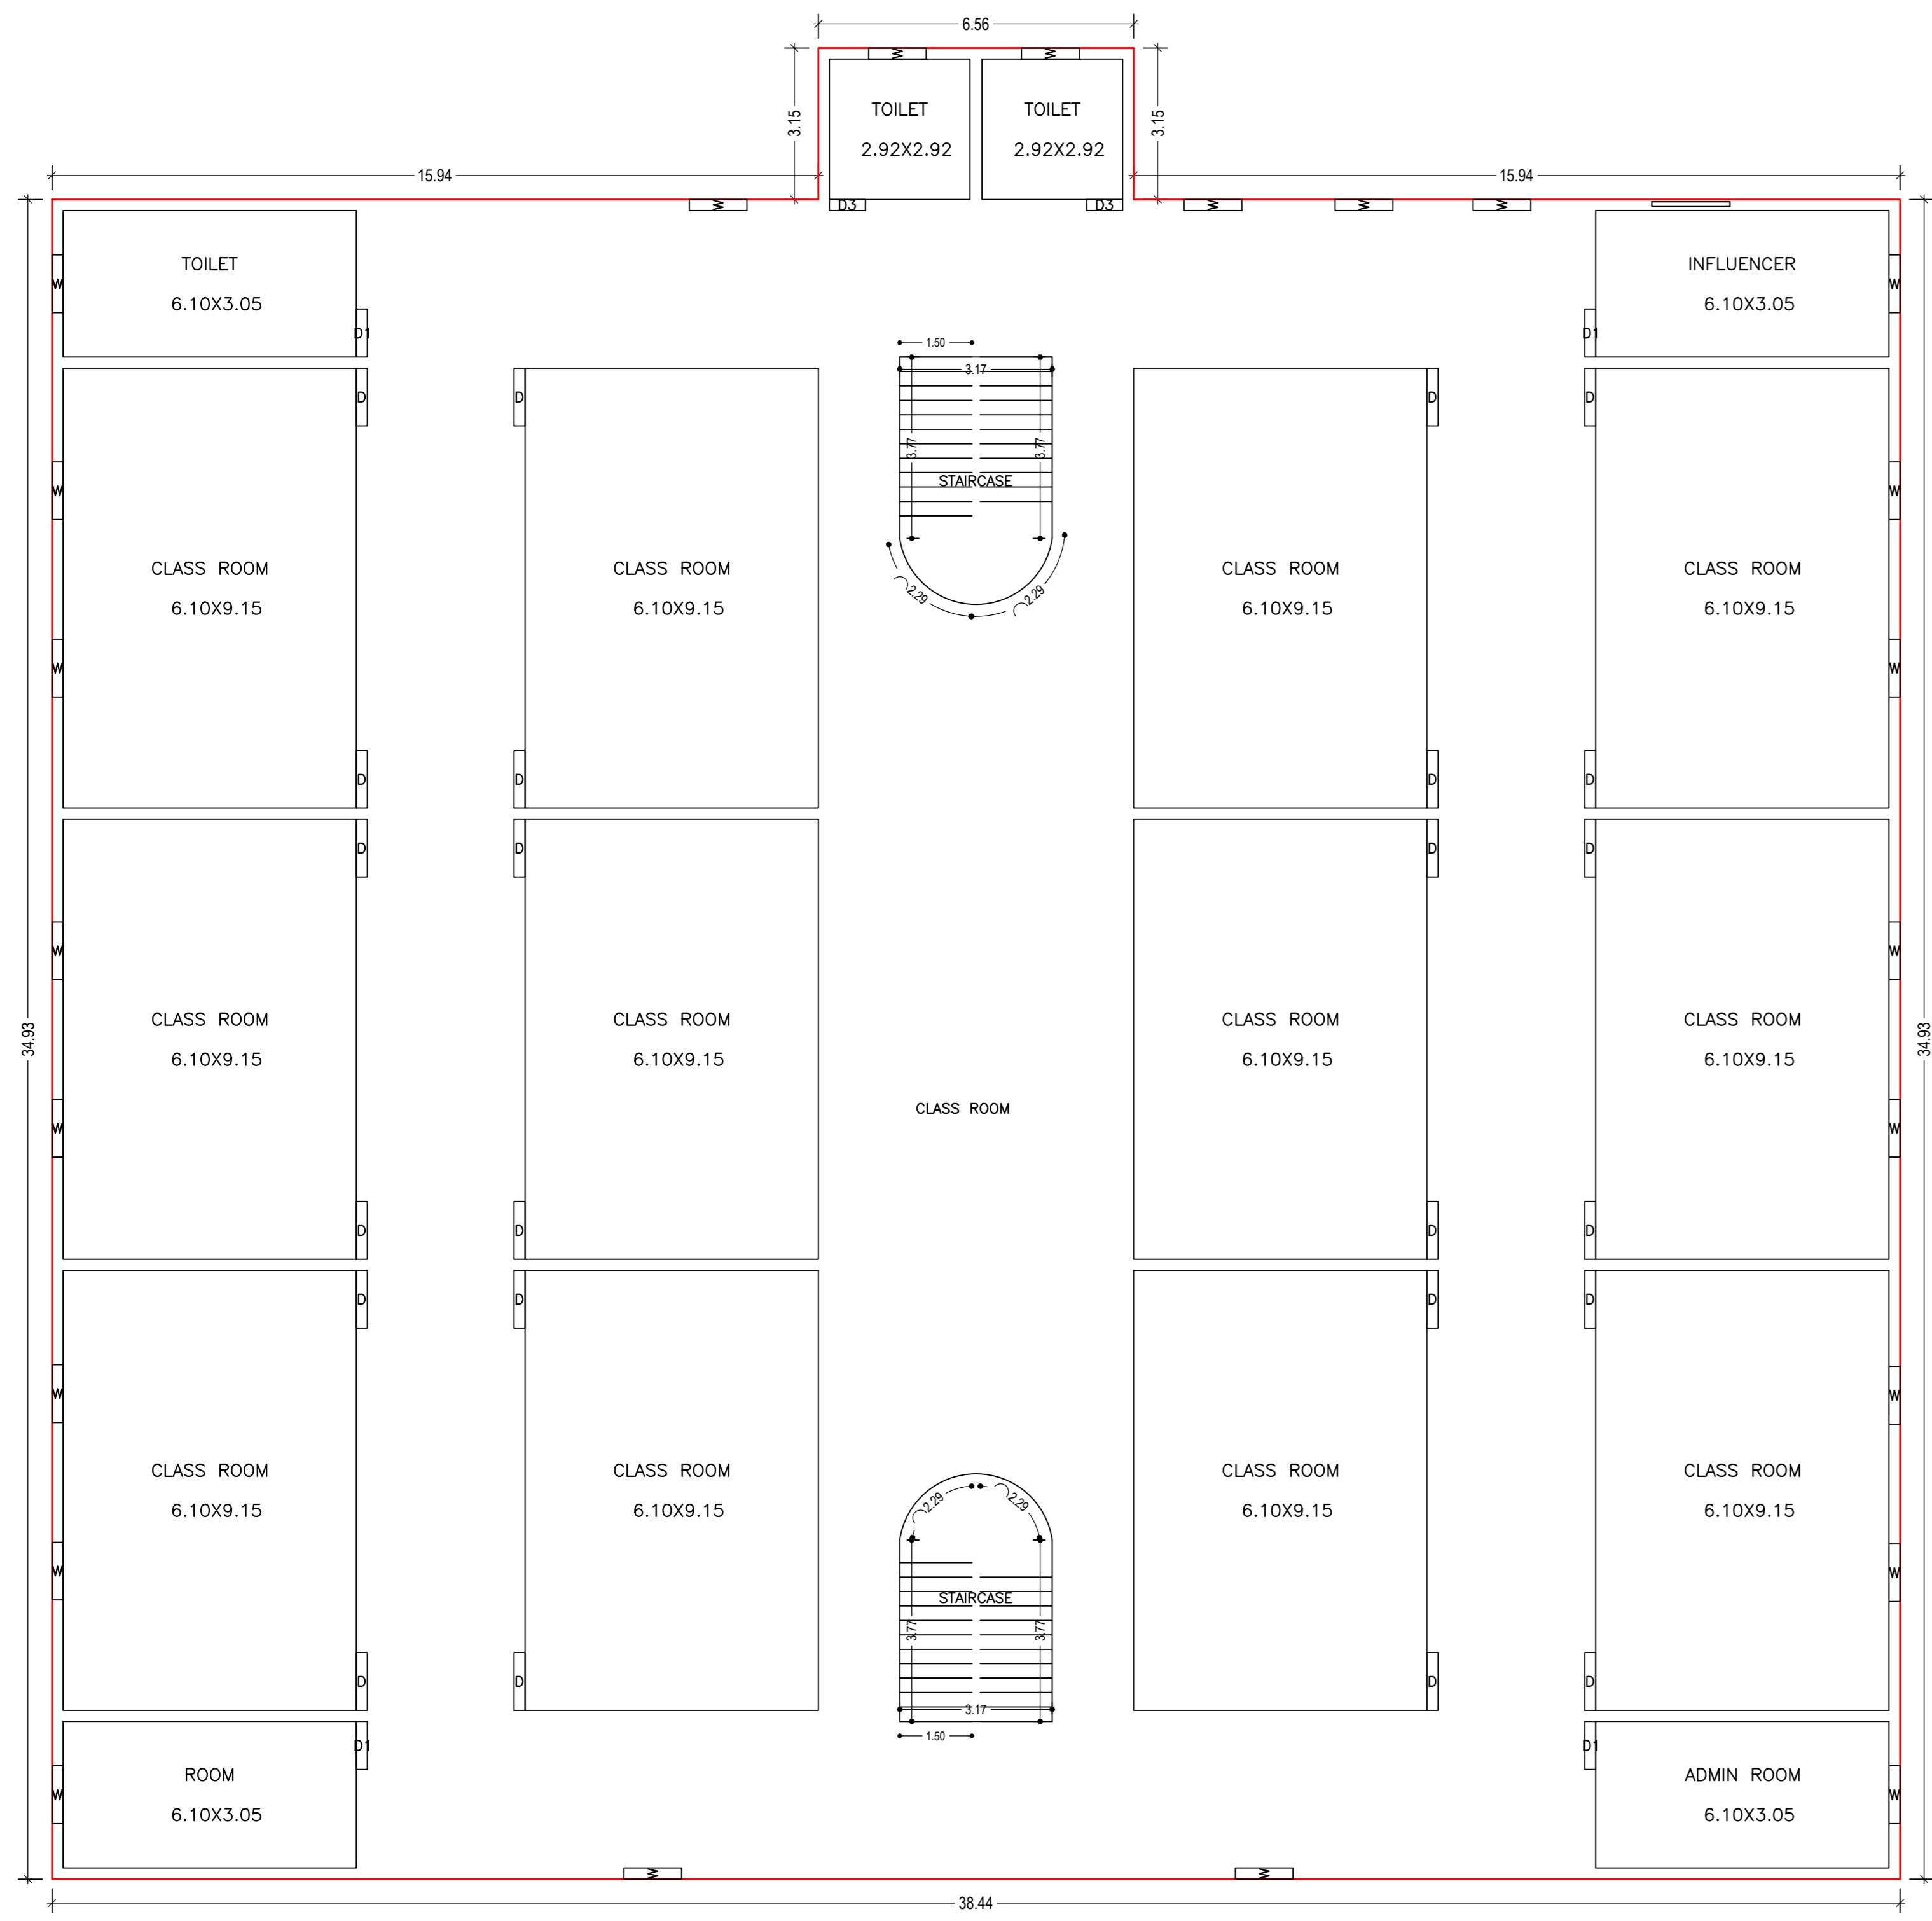 6.56
3.15
3.15
W
W
TOILET
2.92X2.92
TOILET
2.92X2.92
15.94
15.94
W
D3
D3
W
W
W
TOILET
6.10X3.05
W
D1
INFLUENCER
6.10X3.05
W
D1
1.50
3.17
3.77
3.77
STAIRCASE
2.29
2.29
D
D
D
D
W
W
CLASS ROOM
6.10X9.15
CLASS ROOM
6.10X9.15
CLASS ROOM
6.10X9.15
CLASS ROOM
6.10X9.15
W
W
D
D
D
D
D
D
D
D
W
W
34.93
CLASS ROOM
6.10X9.15
CLASS ROOM
6.10X9.15
CLASS ROOM
6.10X9.15
CLASS ROOM
6.10X9.15
34.93
CLASS ROOM
W
W
D
D
D
D
D
D
D
D
W
W
CLASS ROOM
6.10X9.15
CLASS ROOM
6.10X9.15
CLASS ROOM
6.10X9.15
CLASS ROOM
6.10X9.15
2.29
2.29
W
W
STAIRCASE
3.77
3.77
D
D
D
D
3.17
1.50
D1
D1
ROOM
6.10X3.05
W
ADMIN ROOM
6.10X3.05
W
W
W
38.44